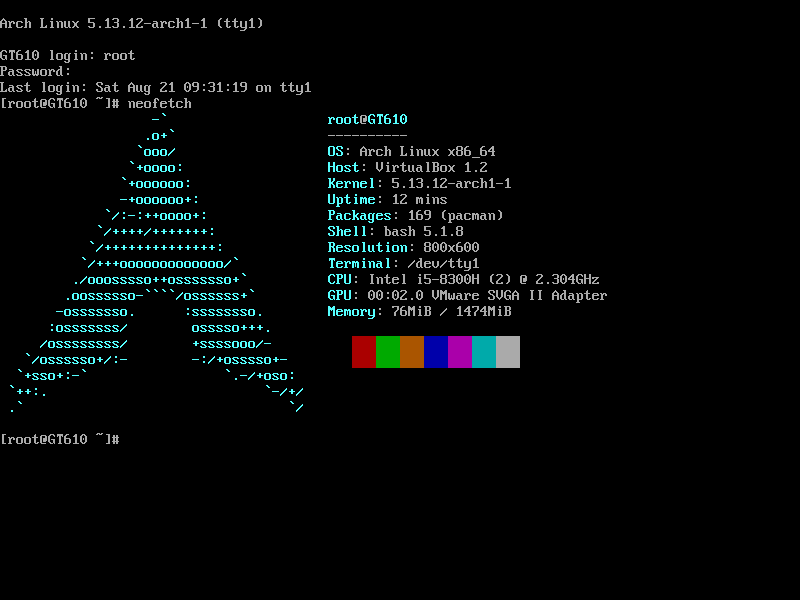 Arch Linux 5.13.12-arch1-1 (tty1)
GT610 login: root
Password:
Last login: Sat Aug 21 09:31:19 on tty1
[root@GT610 ~]# neofetch
                   -`                    root@GT610
                  .o+`                   ----------
                 `ooo/                   OS: Arch Linux x86_64
                `+oooo:                  Host: VirtualBox 1.2
               `+oooooo:                 Kernel: 5.13.12-arch1-1
               -+oooooo+:                Uptime: 12 mins
             `/:-:++oooo+:               Packages: 169 (pacman)
            `/++++/+++++++:              Shell: bash 5.1.8
           `/++++++++++++++:             Resolution: 800x600
          `/+++ooooooooooooo/`           Terminal: /dev/tty1
         ./ooosssso++osssssso+`          CPU: Intel i5-8300H (2) @ 2.304GHz
        .oossssso-````/ossssss+`         GPU: 00:02.0 VMware SVGA II Adapter
       -osssssso.      :ssssssso.        Memory: 76MiB / 1474MiB
      :osssssss/        osssso+++.
     /ossssssss/        +ssssooo/-
   `/ossssso+/:-        -:/+osssso+-
  `+sso+:-`                 `.-/+oso:
 `++:.                           `-/+/
 .`                                 `/
[root@GT610 ~]#